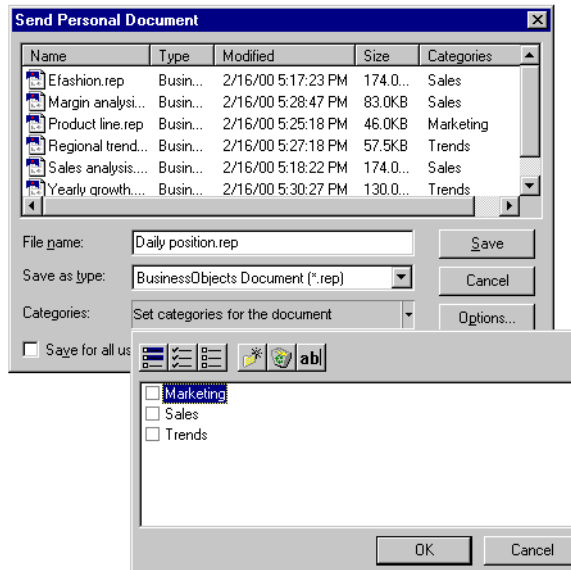 Send Personal Document
Name Type Modified Size Categories
Efashion.rep Busin... 2/16/00 5:17:23 PM 174.0... Sales
Margin analysi... Busin... 2/16/00 5:28:47 PM 83.0KB Sales
Product line.rep Busin... 2/16/00 5:25:18 PM 46.0KB Marketing
Regional trend... Busin... 2/16/00 5:27:18 PM 57.5KB Trends
Sales analysis.... Busin... 2/16/00 5:18:22 PM 174.0... Sales
Yearly growth.... Busin... 2/16/00 5:30:27 PM 130.0... Trends
File name: Daily position.rep Save
Save as type: BusinessObjects Document (*.rep) Cancel
Categories: Set categories for the document Options...
Save for all us
ab
Marketing
Sales
Trends
OK Cancel